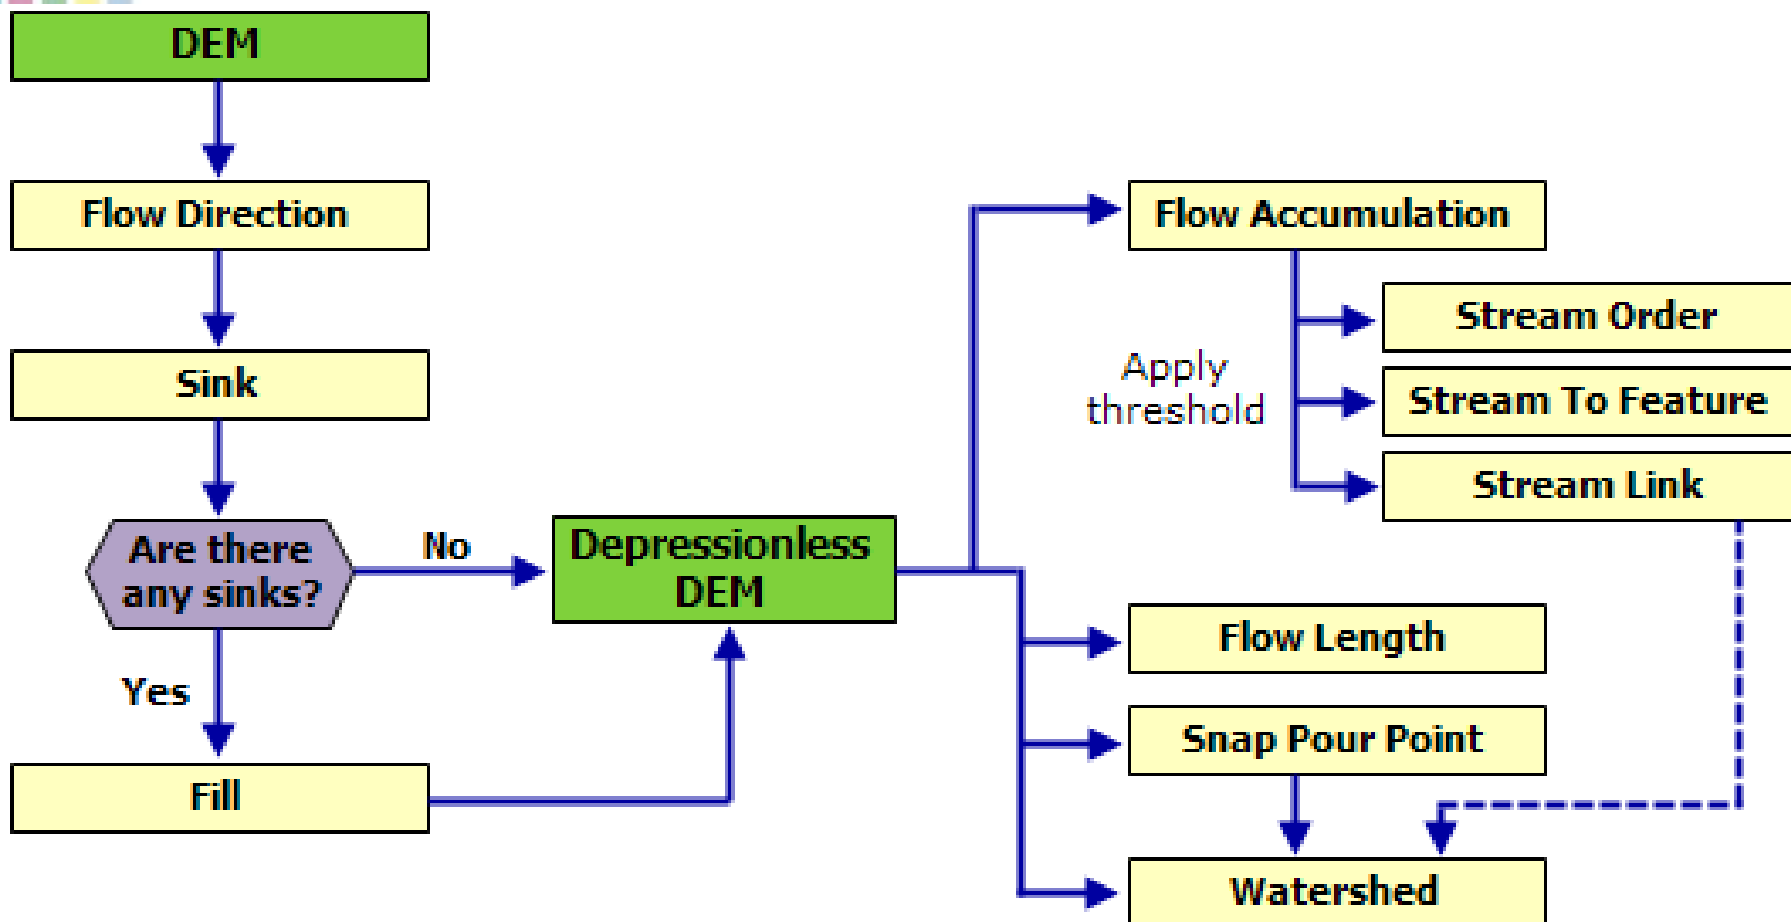 DEM
Flow Direction
Sink
Are there
any sinks?
No
Yes
Fill
Depressionless
DEM
Flow Accumulation
Apply
threshold
Stream Order
Stream To Feature
Stream Link
Flow Length
Snap Pour Point
Watershed